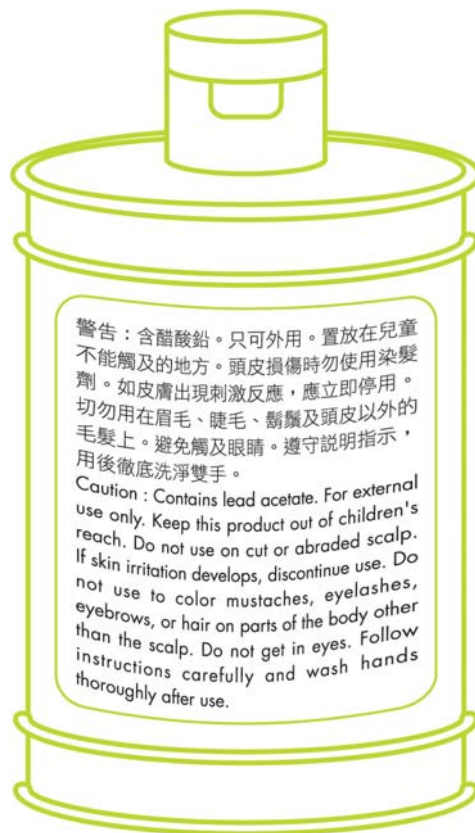 警告：含醋酸鉛。只可外用。置放在兒童
不能觸及的地方。頭皮損傷時勿使用染髮
劑。如皮膚出現刺激反應，應立即停用。
切勿用在眉毛、睫毛、鬍鬚及頭皮以外的
毛髮上。避免觸及眼睛。遵守説明指示，
用後徹底洗淨雙手。
Caution : Contains lead acetate. For external
use only. Keep this product out of children's
reach. Do not use on cut or abraded scalp.
If skin irritation develops, discontinue use. Do
not use to color mustaches, eyelashes,
eyebrows, or hair on parts of the body other
than the scalp. Do not get in eyes. Follow
instructions carefully and wash hands
thoroughly after use.